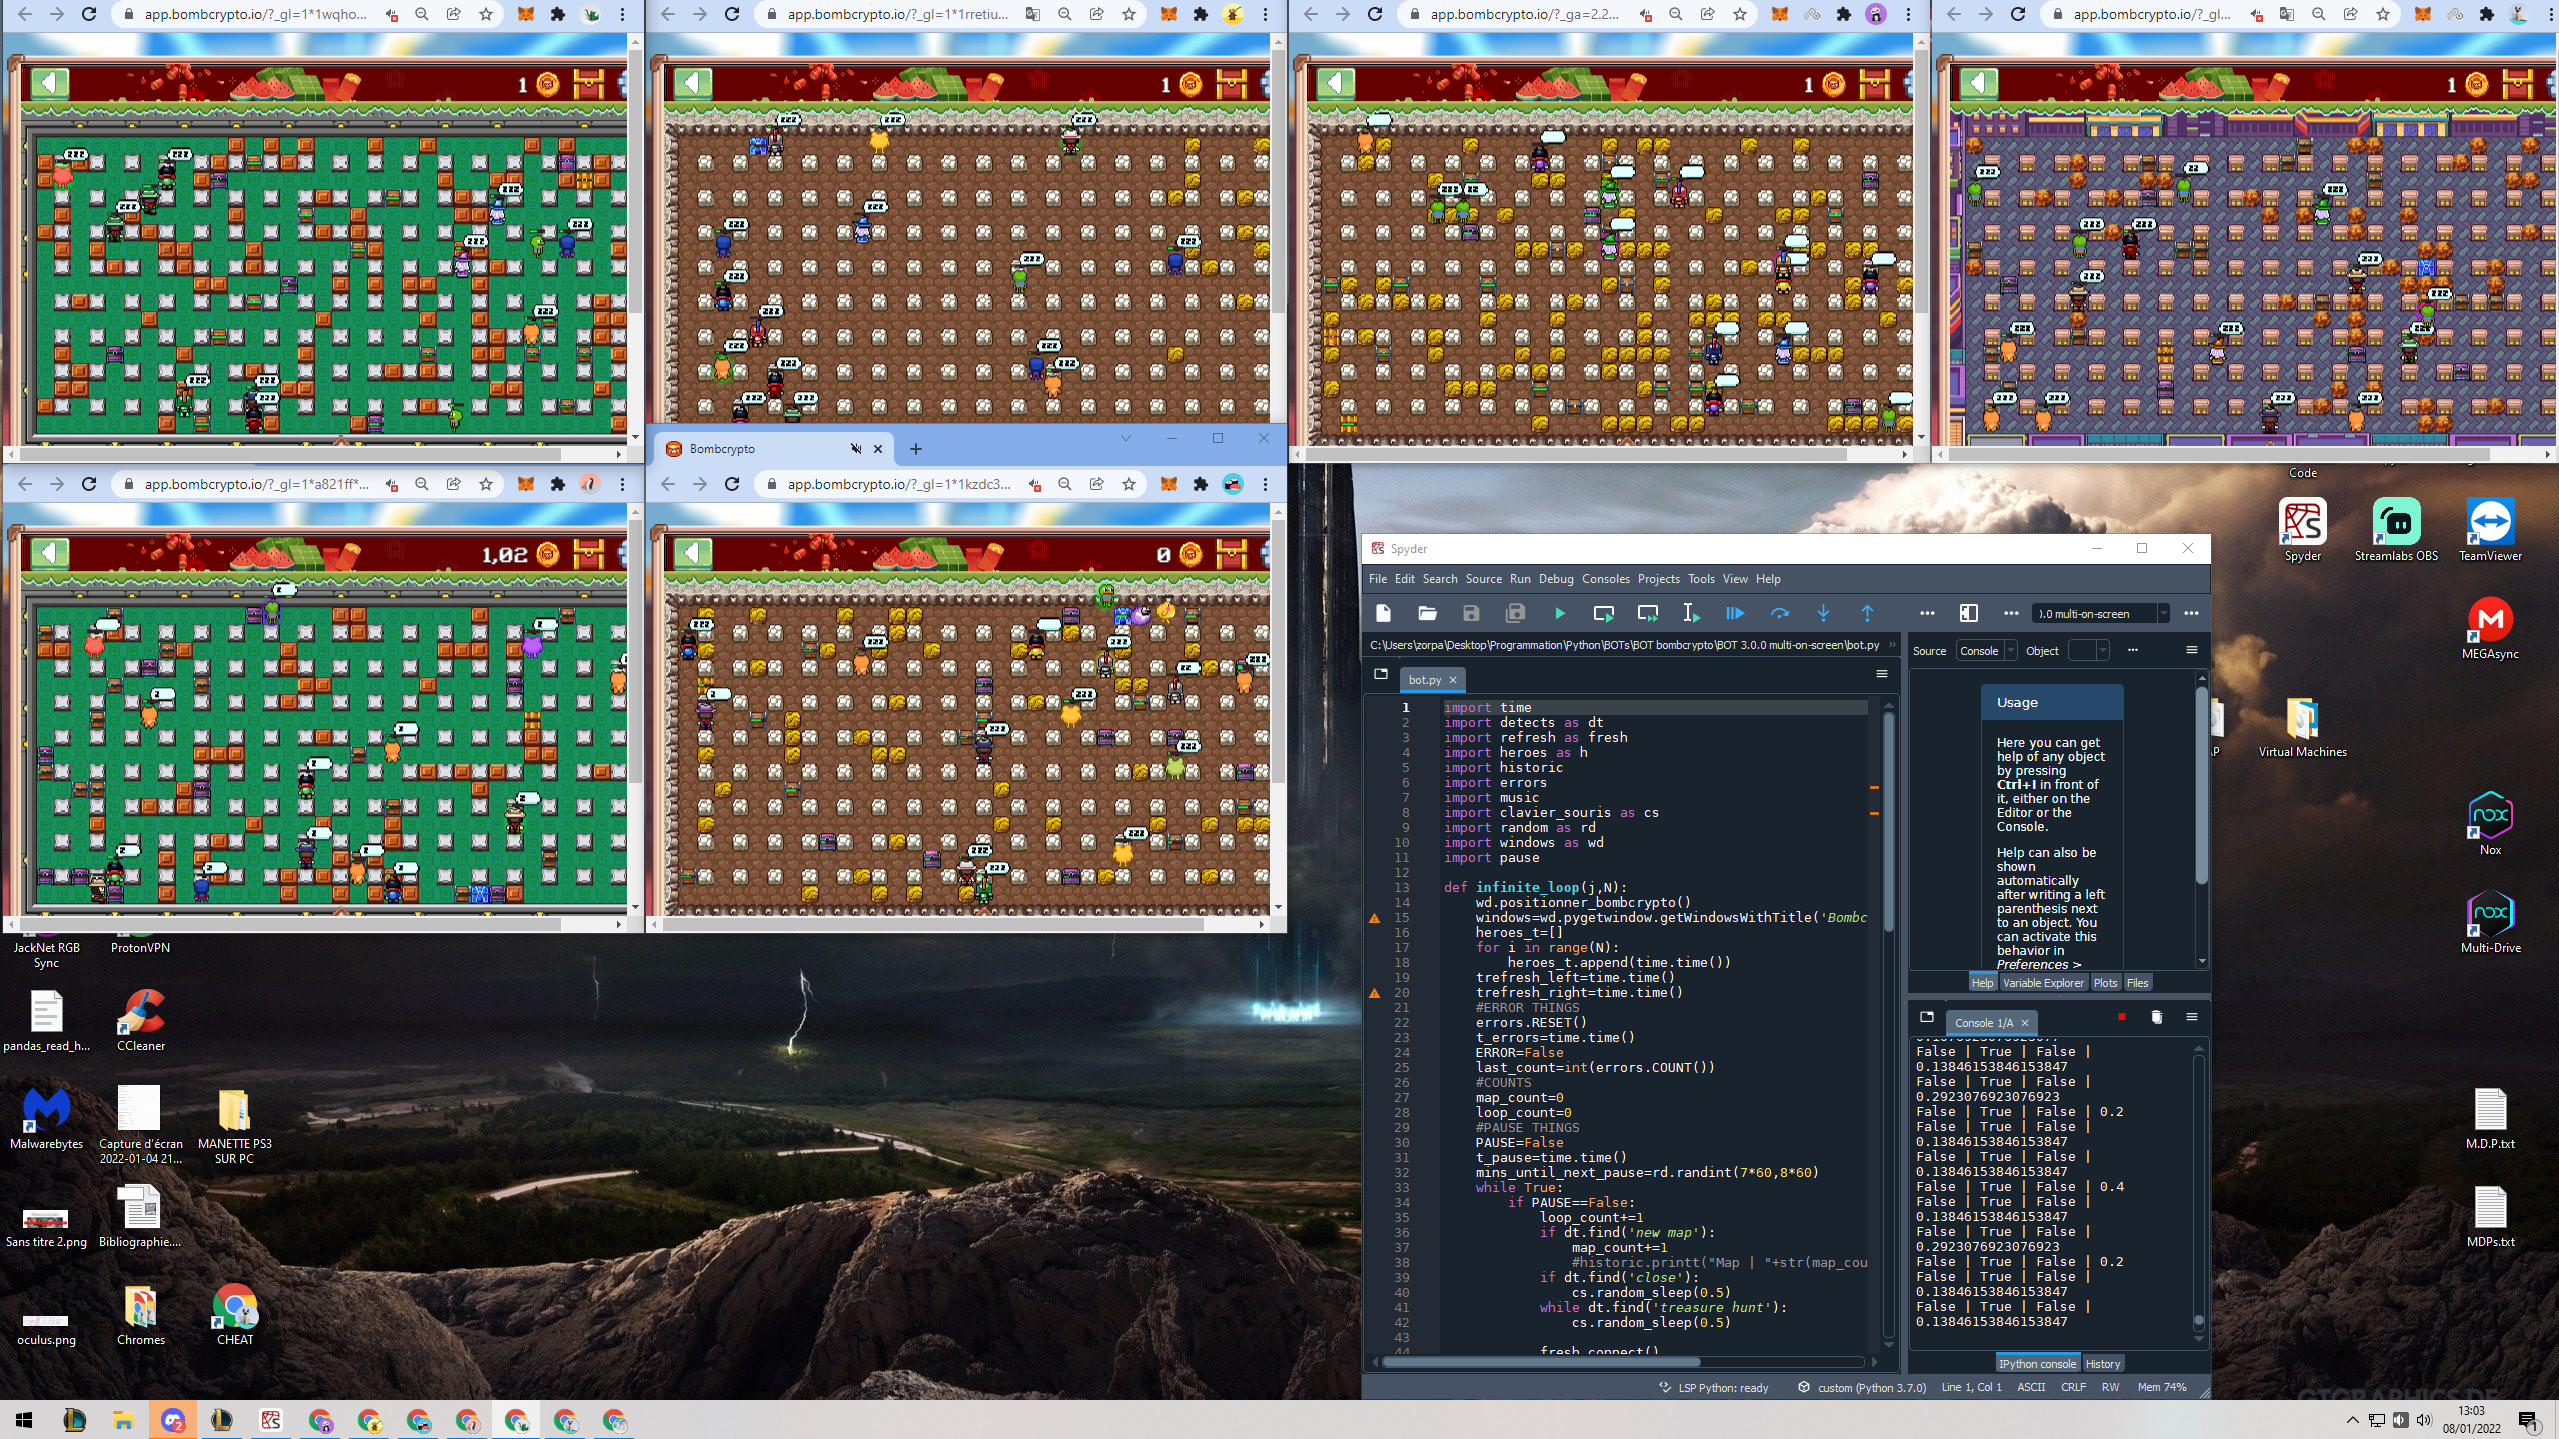 app.bombcrypto.io/?_gl=1*1wqho...
app.bombcrypto.io/?_gl=1*1rretiu...
app.bombcrypto.io/?_ga=2.2...
app.bombcrypto.io/?_gl...
1
1
1
1
Bombcrypto
app.bombcrypto.io/?_gl=1*a821ff*...
app.bombcrypto.io/?_gl=1*1kzdc3...
1,02
0
Code
Spyder
Streamlabs OBS
TeamViewer
MEGAsync
Virtual Machines
Nox
Multi-Drive
M.D.P.txt
MDPs.txt
JackNet RGB
Sync
ProtonVPN
pandas_read_h...
CCleaner
Malwarebytes
Capture d'écran
2022-01-04 21...
MANETTE PS3
SUR PC
Sans titre 2.png
Bibliographie....
oculus.png
Chromes
CHEAT
Spyder
File Edit Search Source Run Debug Consoles Projects Tools View Help
).0 multi-on-screen
C:\Users\zorpa\Desktop\Programmation\Python\BOTs\BOT bombcrypto\BOT 3.0.0 multi-on-screen\bot.py
bot.py
1 import time
2 import detects as dt
3 import refresh as fresh
4 import heroes as h
5 import historic
6 import errors
7 import music
8 import clavier_souris as cs
9 import random as rd
10 import windows as wd
11 import pause
12
13 def infinite_loop(j,N):
14 wd.positionner_bombcrypto()
15 windows=wd.pygetwindow.getWindowsWithTitle('Bombc
16 heroes_t=[]
17 for i in range(N):
18 heroes_t.append(time.time())
19 trefresh_left=time.time()
20 trefresh_right=time.time()
21 #ERROR THINGS
22 errors.RESET()
23 t_errors=time.time()
24 ERROR=False
25 last_count=int(errors.COUNT())
26 #COUNTS
27 map_count=0
28 loop_count=0
29 #PAUSE THINGS
30 PAUSE=False
31 t_pause=time.time()
32 mins_until_next_pause=rd.randint(7*60,8*60)
33 while True:
34 if PAUSE==False:
35 loop_count+=1
36 if dt.find('new map'):
37 map_count+=1
38 #historic.printt("Map | "+str(map_cou
39 if dt.find('close'):
40 cs.random_sleep(0.5)
41 while dt.find('treasure hunt'):
42 cs.random_sleep(0.5)
43
44 fresh.connect()
Source Console Object
Usage
Here you can get
help of any object
by pressing
Ctrl+I in front of
it, either on the
Editor or the
Console.
Help can also be
shown
automatically
after writing a left
parenthesis next
to an object. You
can activate this
behavior in
Preferences >
Help Variable Explorer Plots Files
Console 1/A
False | True | False |
0.13846153846153847
False | True | False |
0.2923076923076923
False | True | False | 0.2
False | True | False |
0.13846153846153847
False | True | False |
0.13846153846153847
False | True | False | 0.4
False | True | False |
0.13846153846153847
False | True | False |
0.2923076923076923
False | True | False | 0.2
False | True | False |
0.13846153846153847
False | True | False |
0.13846153846153847
IPython console History
LSP Python: ready custom (Python 3.7.0) Line 1, Col 1 ASCII CRLF RW Mem 74%
2
13:03
08/01/2022
1